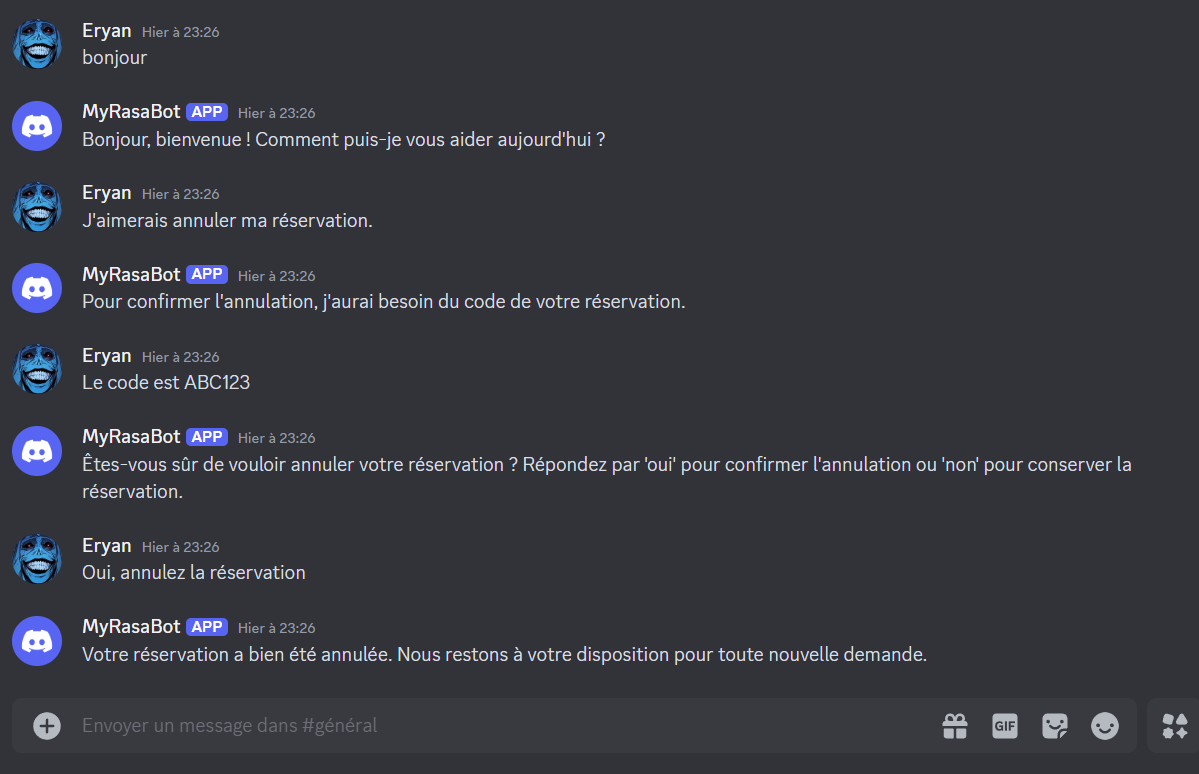 Eryan Hier à 23:26
bonjour
MyRasaBot APP Hier à 23:26
Bonjour, bienvenue ! Comment puis-je vous aider aujourd'hui ?
Eryan Hier à 23:26
J'aimerais annuler ma réservation.
MyRasaBot APP Hier à 23:26
Pour confirmer l'annulation, j'aurai besoin du code de votre réservation.
Eryan Hier à 23:26
Le code est ABC123
MyRasaBot APP Hier à 23:26
Êtes-vous sûr de vouloir annuler votre réservation ? Répondez par 'oui' pour confirmer l'annulation ou 'non' pour conserver la
réservation.
Eryan Hier à 23:26
Oui, annulez la réservation
MyRasaBot APP Hier à 23:26
Votre réservation a bien été annulée. Nous restons à votre disposition pour toute nouvelle demande.
Envoyer un message dans #général GIF